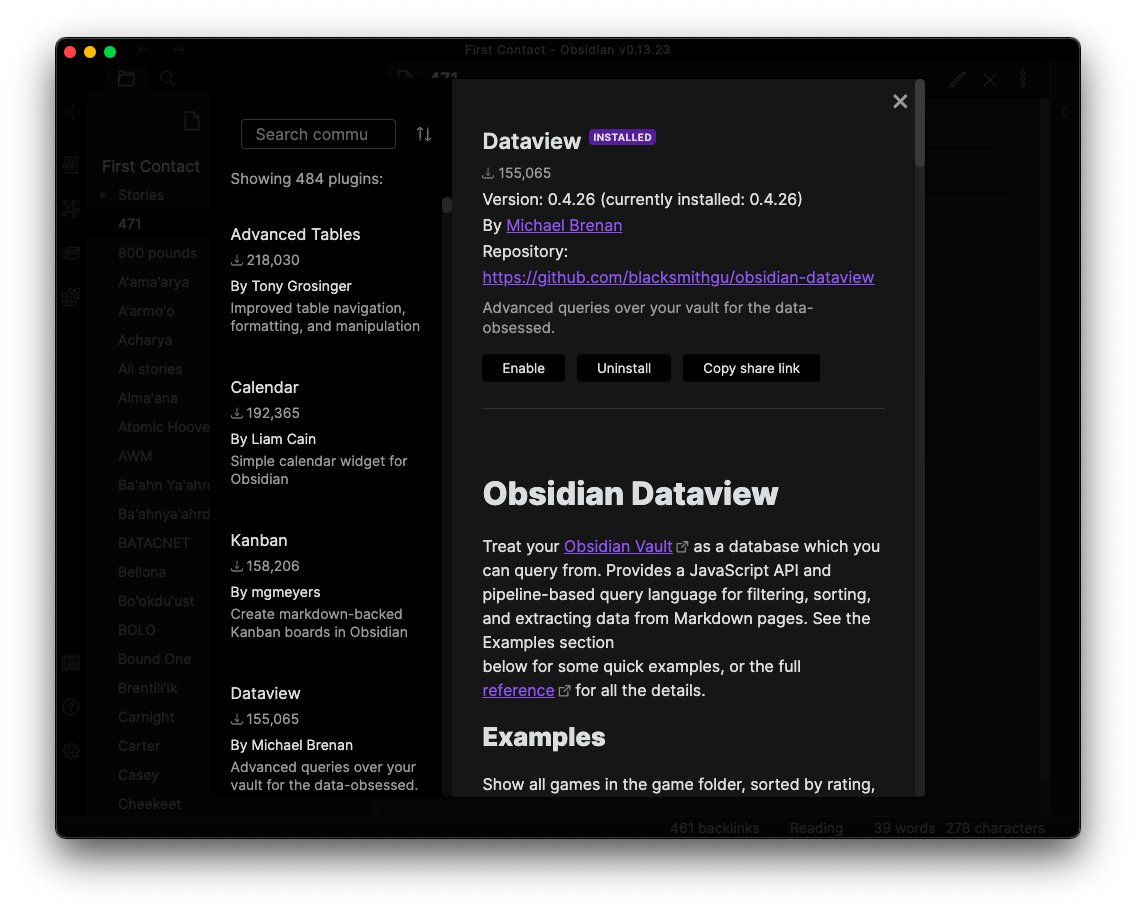 First Contact - Obsidian v0.13.23
471
First Contact
Stories
471
800 pounds
A'ama'arya
A'armo'o
Acharya
All stories
Alma'ana
Atomic Hoove
AWM
Ba'ahn Ya'ahrd
Ba'ahnya'ahrd
BATACNET
Bellona
Bo'okdu'ust
BOLO
Bound One
Brentili'ik
Carnight
Carter
Casey
Cheekeet
Search commu
Showing 484 plugins:
Advanced Tables
218,030
By Tony Grosinger
Improved table navigation,
formatting, and manipulation
Calendar
192,365
By Liam Cain
Simple calendar widget for
Obsidian
Kanban
158,206
By mgmeyers
Create markdown-backed
Kanban boards in Obsidian
Dataview
155,065
By Michael Brenan
Advanced queries over your
vault for the data-obsessed.
Dataview INSTALLED
155,065
Version: 0.4.26 (currently installed: 0.4.26)
By Michael Brenan
Repository:
https://github.com/blacksmithgu/obsidian-dataview
Advanced queries over your vault for the data-
obsessed.
Enable Uninstall Copy share link
Obsidian Dataview
Treat your Obsidian Vault as a database which you
can query from. Provides a JavaScript API and
pipeline-based query language for filtering, sorting,
and extracting data from Markdown pages. See the
Examples section
below for some quick examples, or the full
reference for all the details.
Examples
Show all games in the game folder, sorted by rating,
461 backlinks Reading 39 words 278 characters